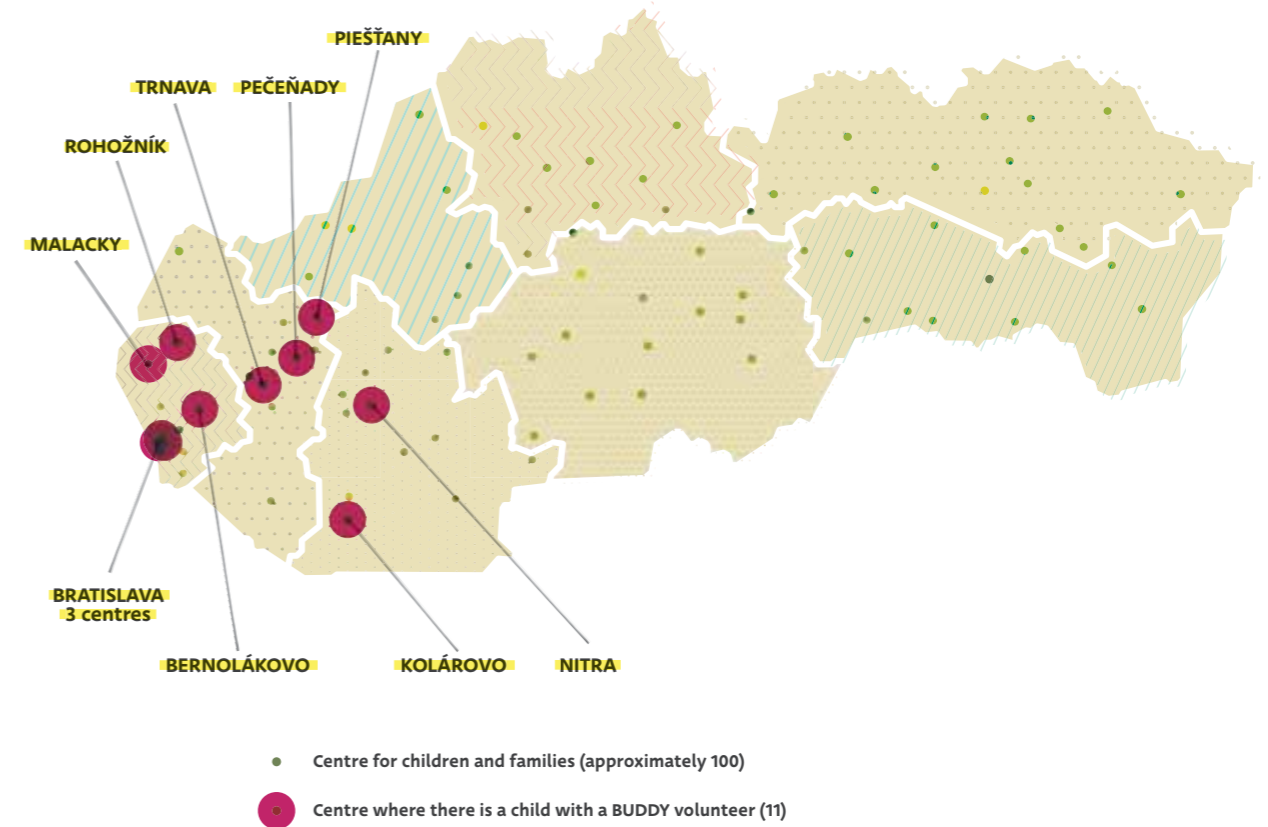 PIEŠŤANY
TRNAVA
PEČEŇADY
ROHOŽNÍK
MALACKY
BRATISLAVA
3 centres
BERNOLÁKOVO
KOLÁROVO
NITRA
Centre for children and families (approximately 100)
Centre where there is a child with a BUDDY volunteer (11)